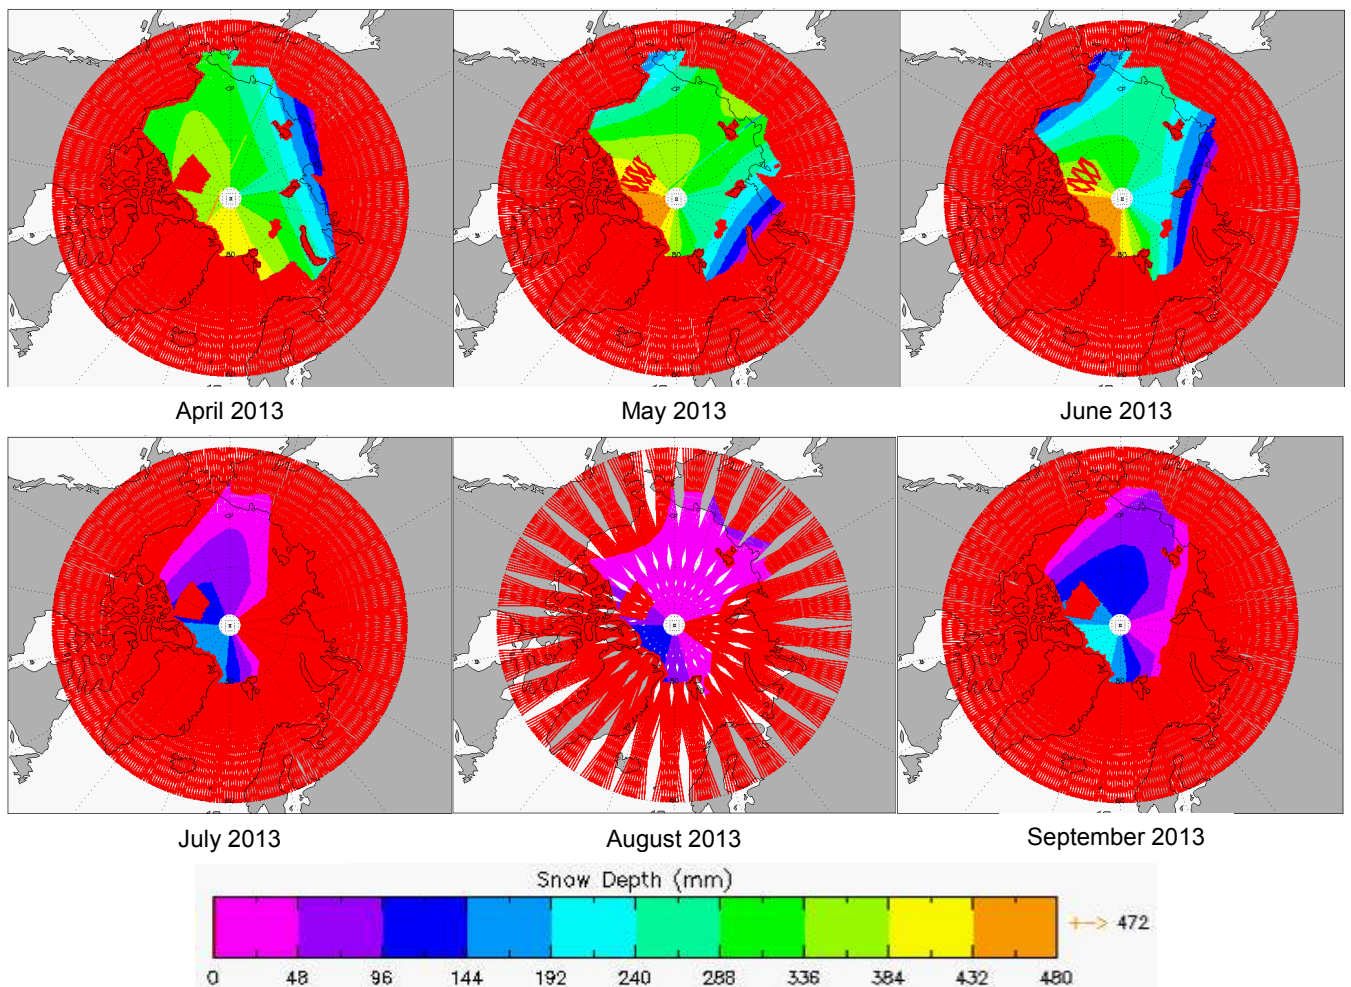 April 2013 May 2013 June 2013
July 2013 August 2013 September 2013
Snow Depth (mm)
+--> 472
0 48 96 144 192 240 288 336 384 432 480